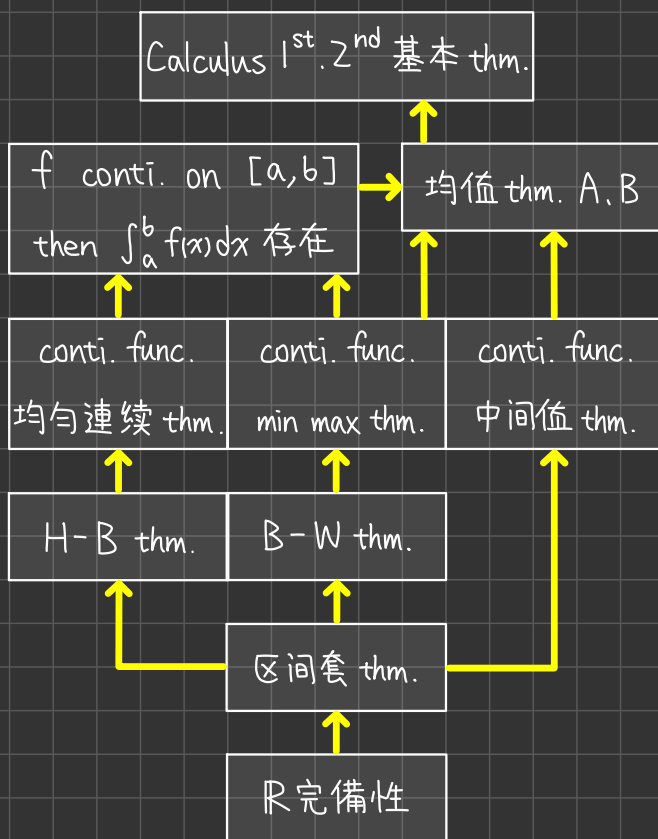 Calculus 1st. 2nd 基本 thm.
f conti. on [a,b]
then ∫ₐᵇ f(x)dx 存在
均值 thm. A、B
conti. func.
均匀連续 thm.
conti. func.
min max thm.
conti. func.
中间值 thm.
H-B thm.
B-W thm.
区间套 thm.
ℝ完備性